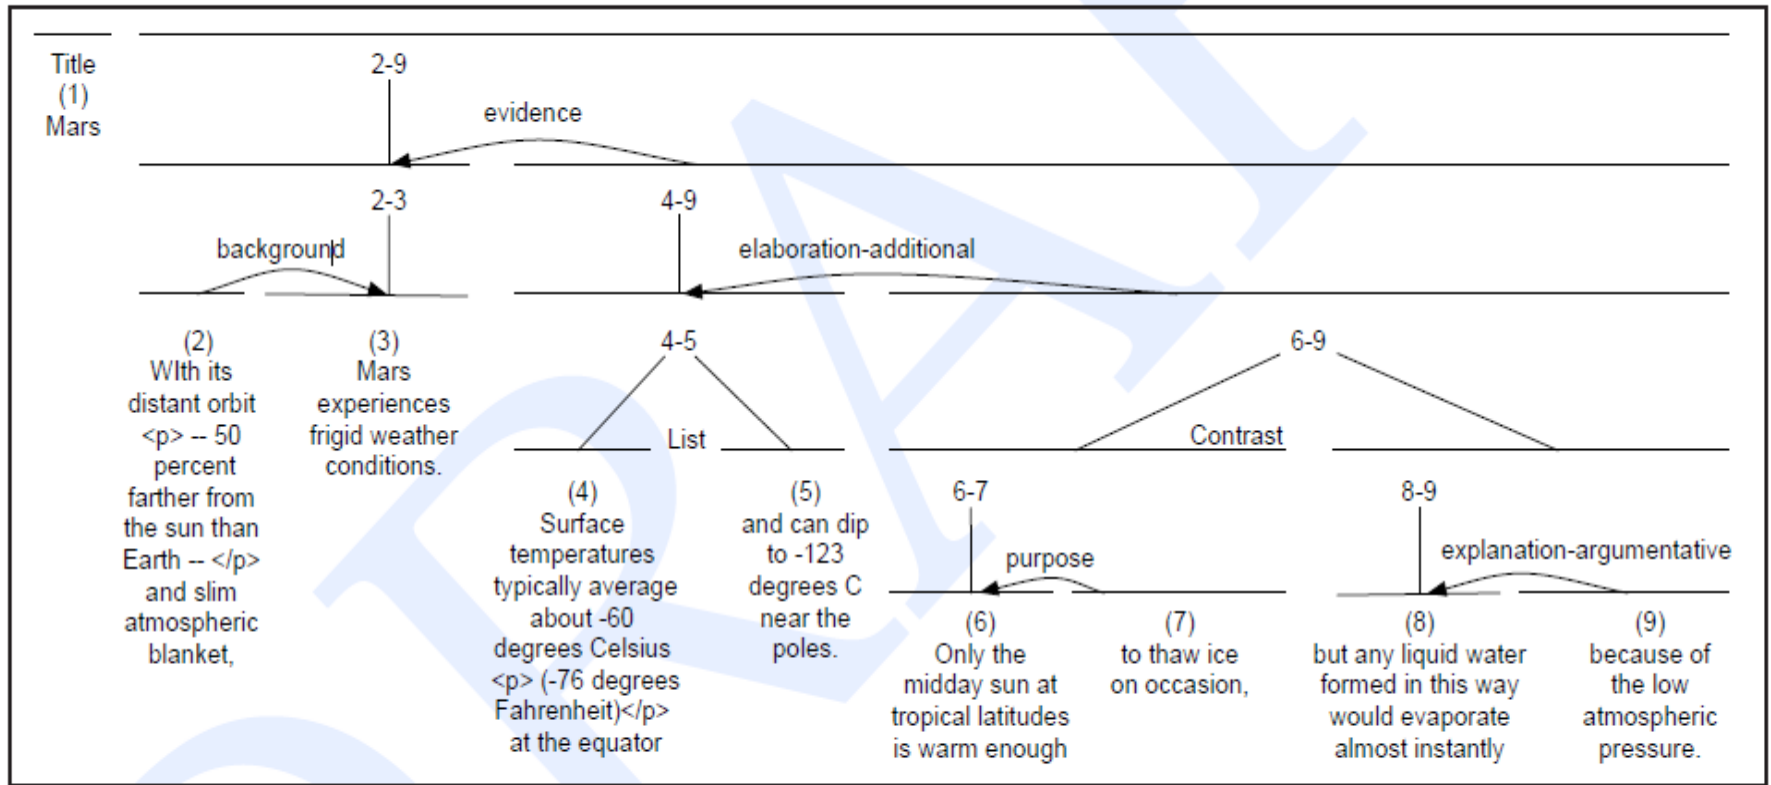 Title
(1)
Mars
2-9
evidence
2-3
4-9
background
elaboration-additional
(2)
WIth its
distant orbit
<p> -- 50
percent
farther from
the sun than
Earth -- </p>
and slim
atmospheric
blanket,
(3)
Mars
experiences
frigid weather
conditions.
4-5
6-9
List
Contrast
(4)
Surface
temperatures
typically average
about -60
degrees Celsius
<p> (-76 degrees
Fahrenheit)</p>
at the equator
(5)
and can dip
to -123
degrees C
near the
poles.
6-7
8-9
purpose
explanation-argumentative
(6)
Only the
midday sun at
tropical latitudes
is warm enough
(7)
to thaw ice
on occasion,
(8)
but any liquid water
formed in this way
would evaporate
almost instantly
(9)
because of
the low
atmospheric
pressure.